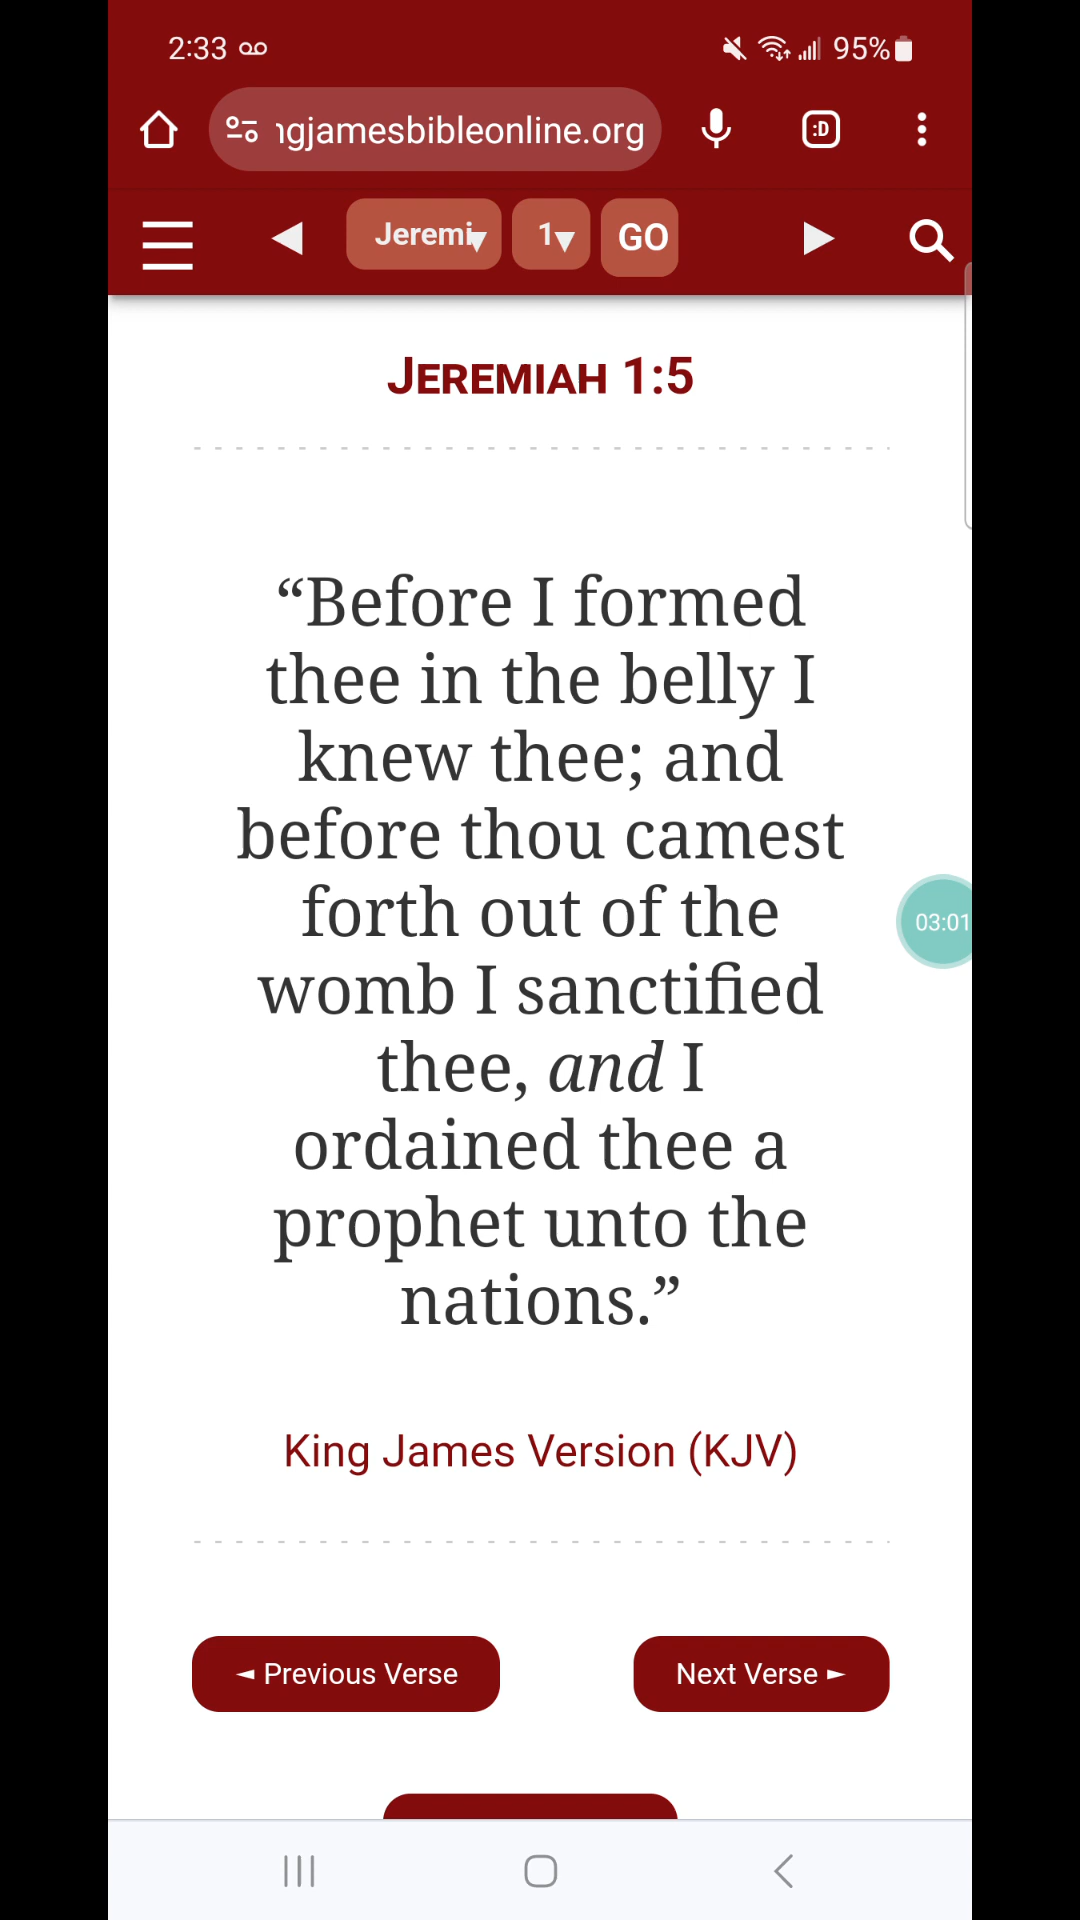 2:33 95%
ngjamesbibleonline.org :D
Jeremi 1 GO
JEREMIAH 1:5
“Before I formed
thee in the belly I
knew thee; and
before thou camest
forth out of the
womb I sanctified
thee, and I
ordained thee a
prophet unto the
nations.”
03:01
King James Version (KJV)
◄ Previous Verse
Next Verse ►